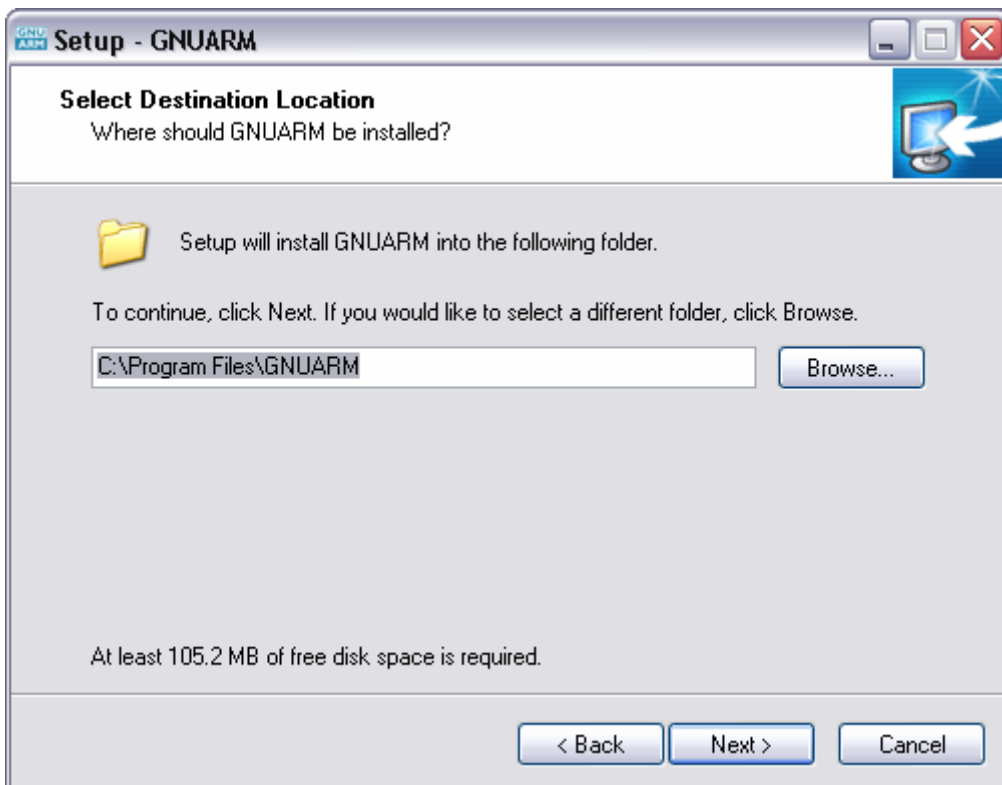 GNU
ARM
Setup - GNUARM
Select Destination Location
Where should GNUARM be installed?
Setup will install GNUARM into the following folder.
To continue, click Next. If you would like to select a different folder, click Browse.
C:\Program Files\GNUARM
Browse...
At least 105.2 MB of free disk space is required.
< Back
Next >
Cancel